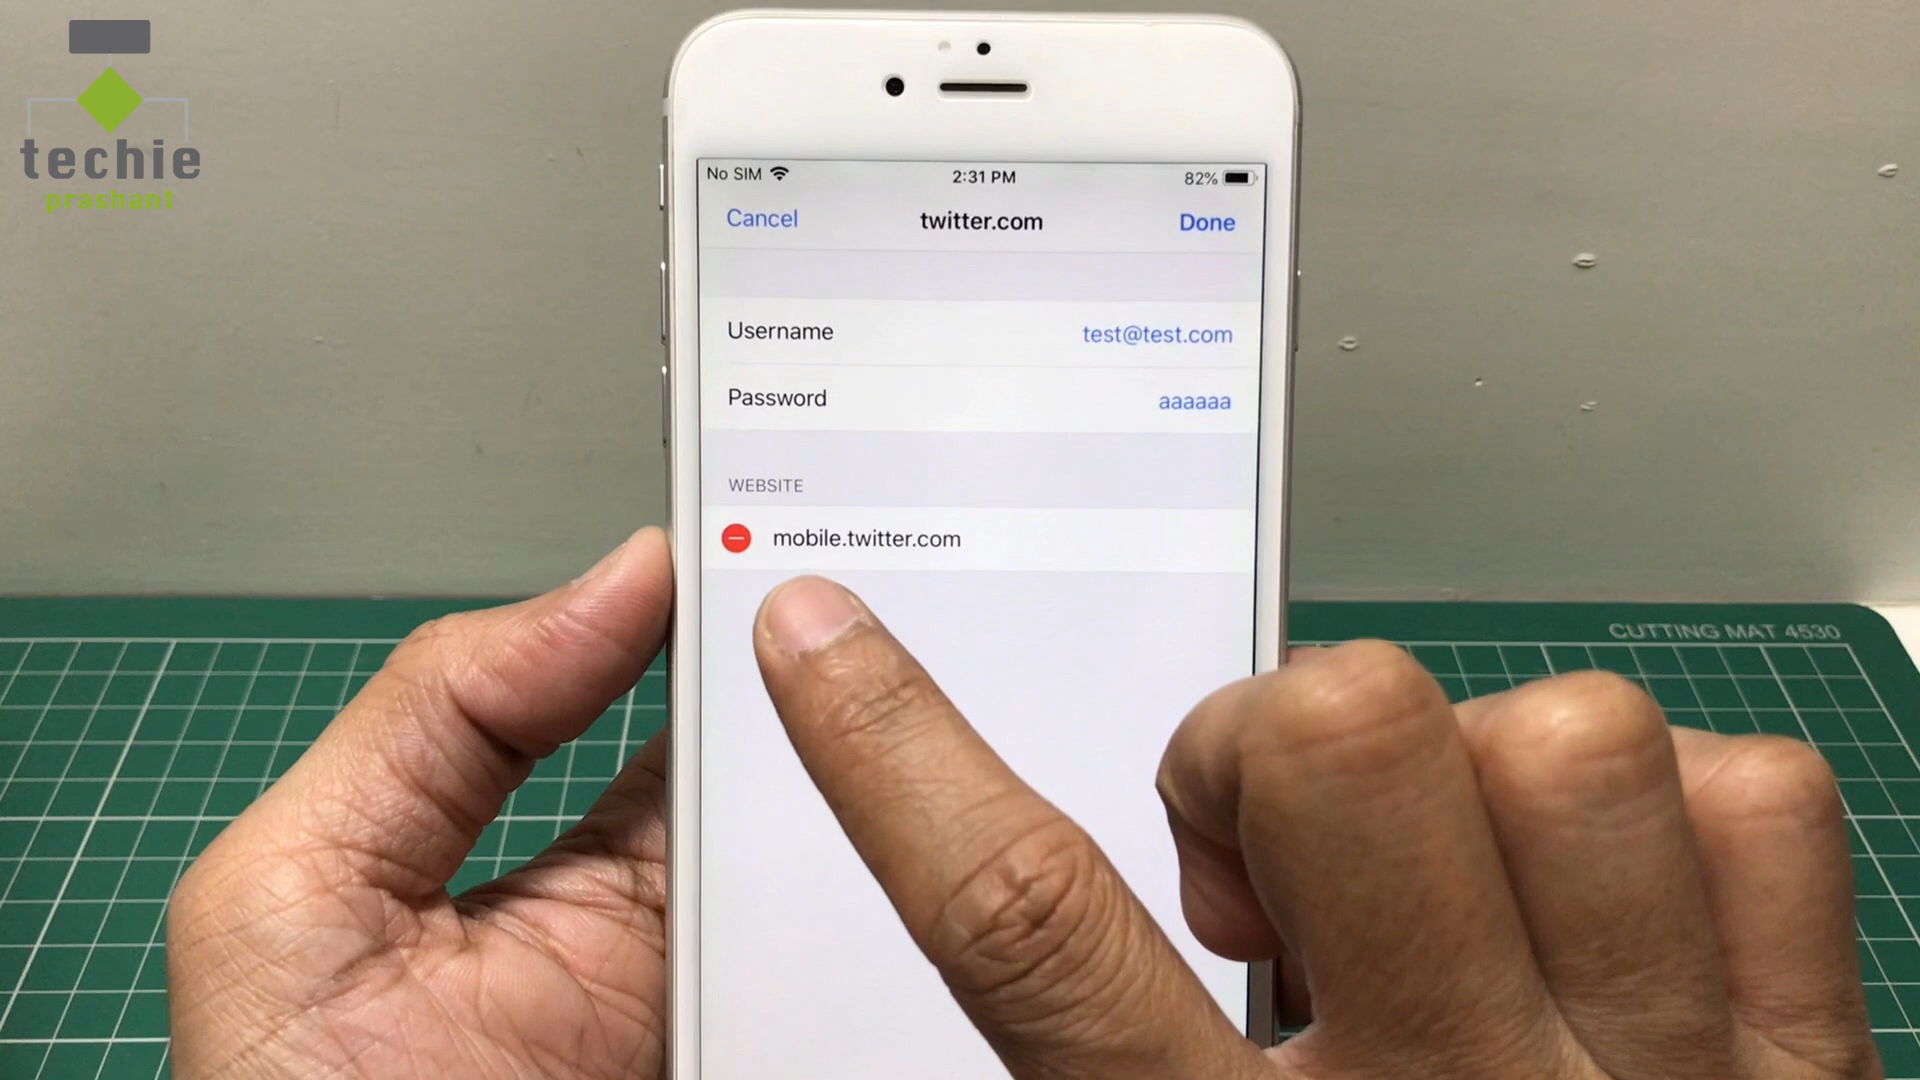 techie
prashant
No SIM 2:31 PM 82%
Cancel twitter.com Done
Username test@test.com
Password aaaaaa
WEBSITE
mobile.twitter.com
CUTTING MAT 4530